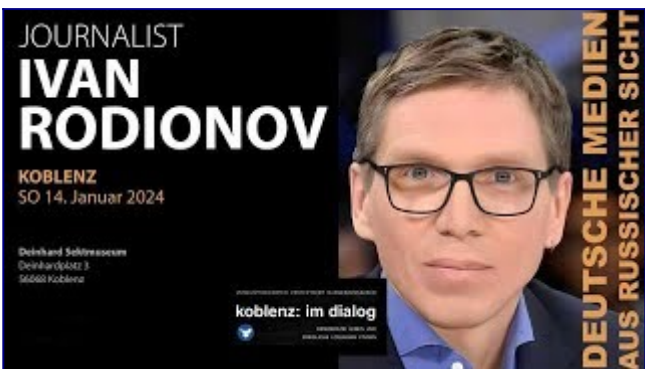 JOURNALIST
IVAN
RODIONOV
KOBLENZ
SO 14. Januar 2024
Deinhard Sektmuseum
Deinhardplatz 3
56068 Koblenz
koblenz: im dialog
DEUTSCHE MEDIEN
AUS RUSSISCHER SICHT